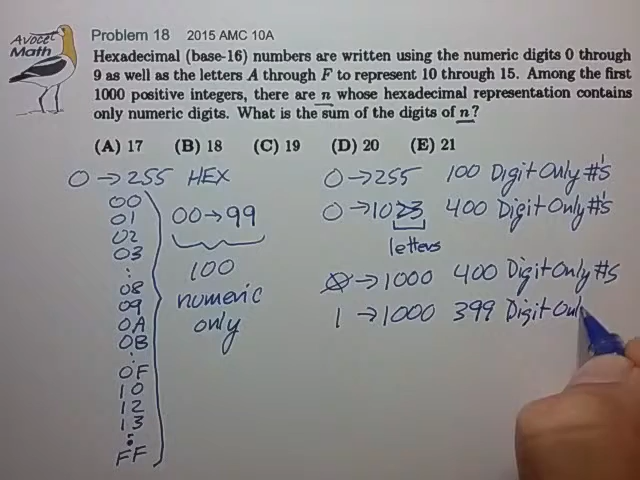 Avocet
Math
Problem 18 2015 AMC 10A
Hexadecimal (base-16) numbers are written using the numeric digits 0 through
9 as well as the letters A through F to represent 10 through 15. Among the first
1000 positive integers, there are n whose hexadecimal representation contains
only numeric digits. What is the sum of the digits of n?
(A) 17 (B) 18 (C) 19 (D) 20 (E) 21
0→255 HEX
00
01
02
03
:
08
09
0A
0B
:
0F
10
12
13
:
FF
00→99
100
numeric
only
0→255 100 Digit Only #'s
0→1023 400 Digit Only #'s
letters
0→1000 400 Digit Only #'s
1→1000 399 Digit Onl